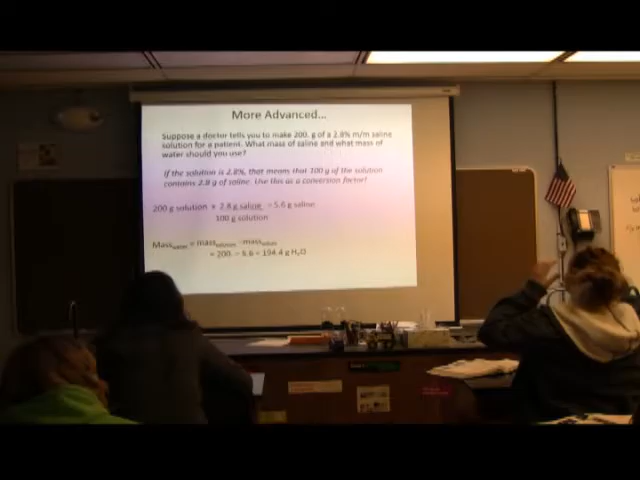 More Advanced...
Suppose a doctor tells you to make 200. g of a 2.8% m/m saline
solution for a patient. What mass of saline and what mass of
water should you use?
If the solution is 2.8%, that means that 100 g of the solution
contains 2.8 g of saline. Use this as a conversion factor!
200 g solution x 2.8 g saline = 5.6 g saline
100 g solution
Mass = mass - mass
= 200. - 5.6 = 194.4 g H₂O